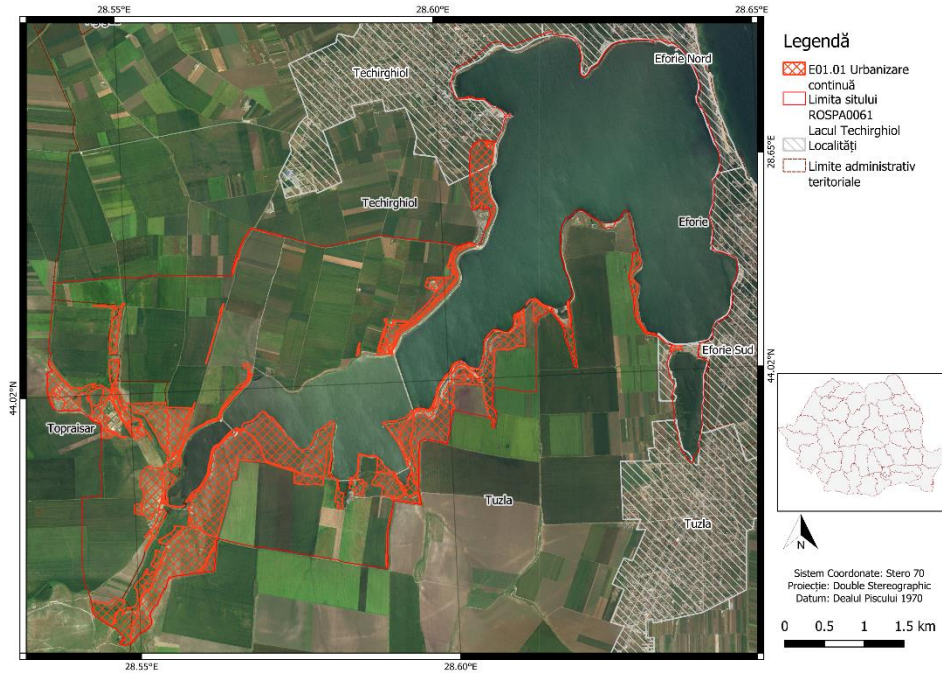 28.55°E
28.60°E
28.65°E
Techirghiol
Eforie Nord
28.65°E
Techirghiol
Eforie
44.02°N
Eforie Sud
44.02°N
Topraisar
Tuzla
Tuzla
28.55°E
28.60°E
Legendă
E01.01 Urbanizare
continuă
Limita sitului
ROSPA0061
Lacul Techirghiol
Localități
Limite administrativ
teritoriale
N
Sistem Coordonate: Stero 70
Proiecție: Double Stereographic
Datum: Dealul Piscului 1970
0 0.5 1 1.5 km